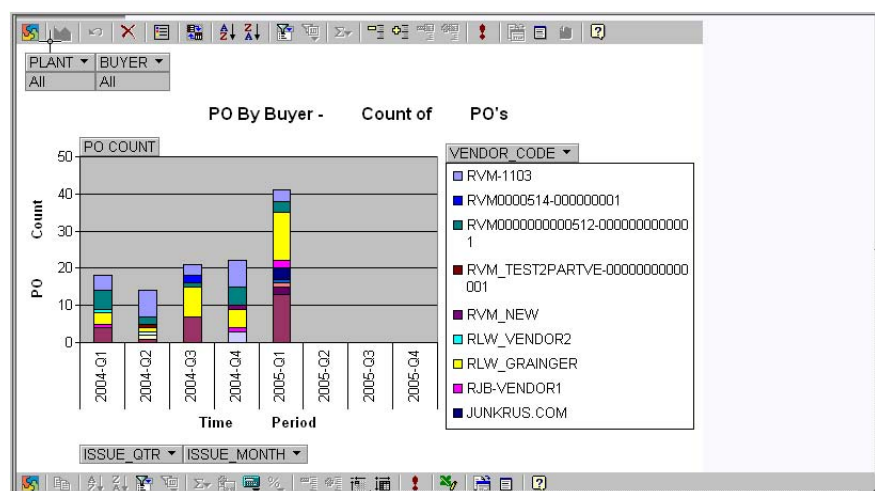 PLANT BUYER
All All
PO By Buyer - Count of PO's
PO COUNT
VENDOR_CODE
50
40
30
20
10
0
PO Count
RVM-1103
RVM0000514-000000001
RVM0000000000512-000000000000
1
RVM_TEST2PARTVE-00000000000
001
RVM_NEW
RLW_VENDOR2
RLW_GRAINGER
RJB-VENDOR1
JUNKRUS.COM
2004-Q1
2004-Q2
2004-Q3
2004-Q4
2005-Q1
2005-Q2
2005-Q3
2005-Q4
Time Period
ISSUE_QTR ISSUE_MONTH